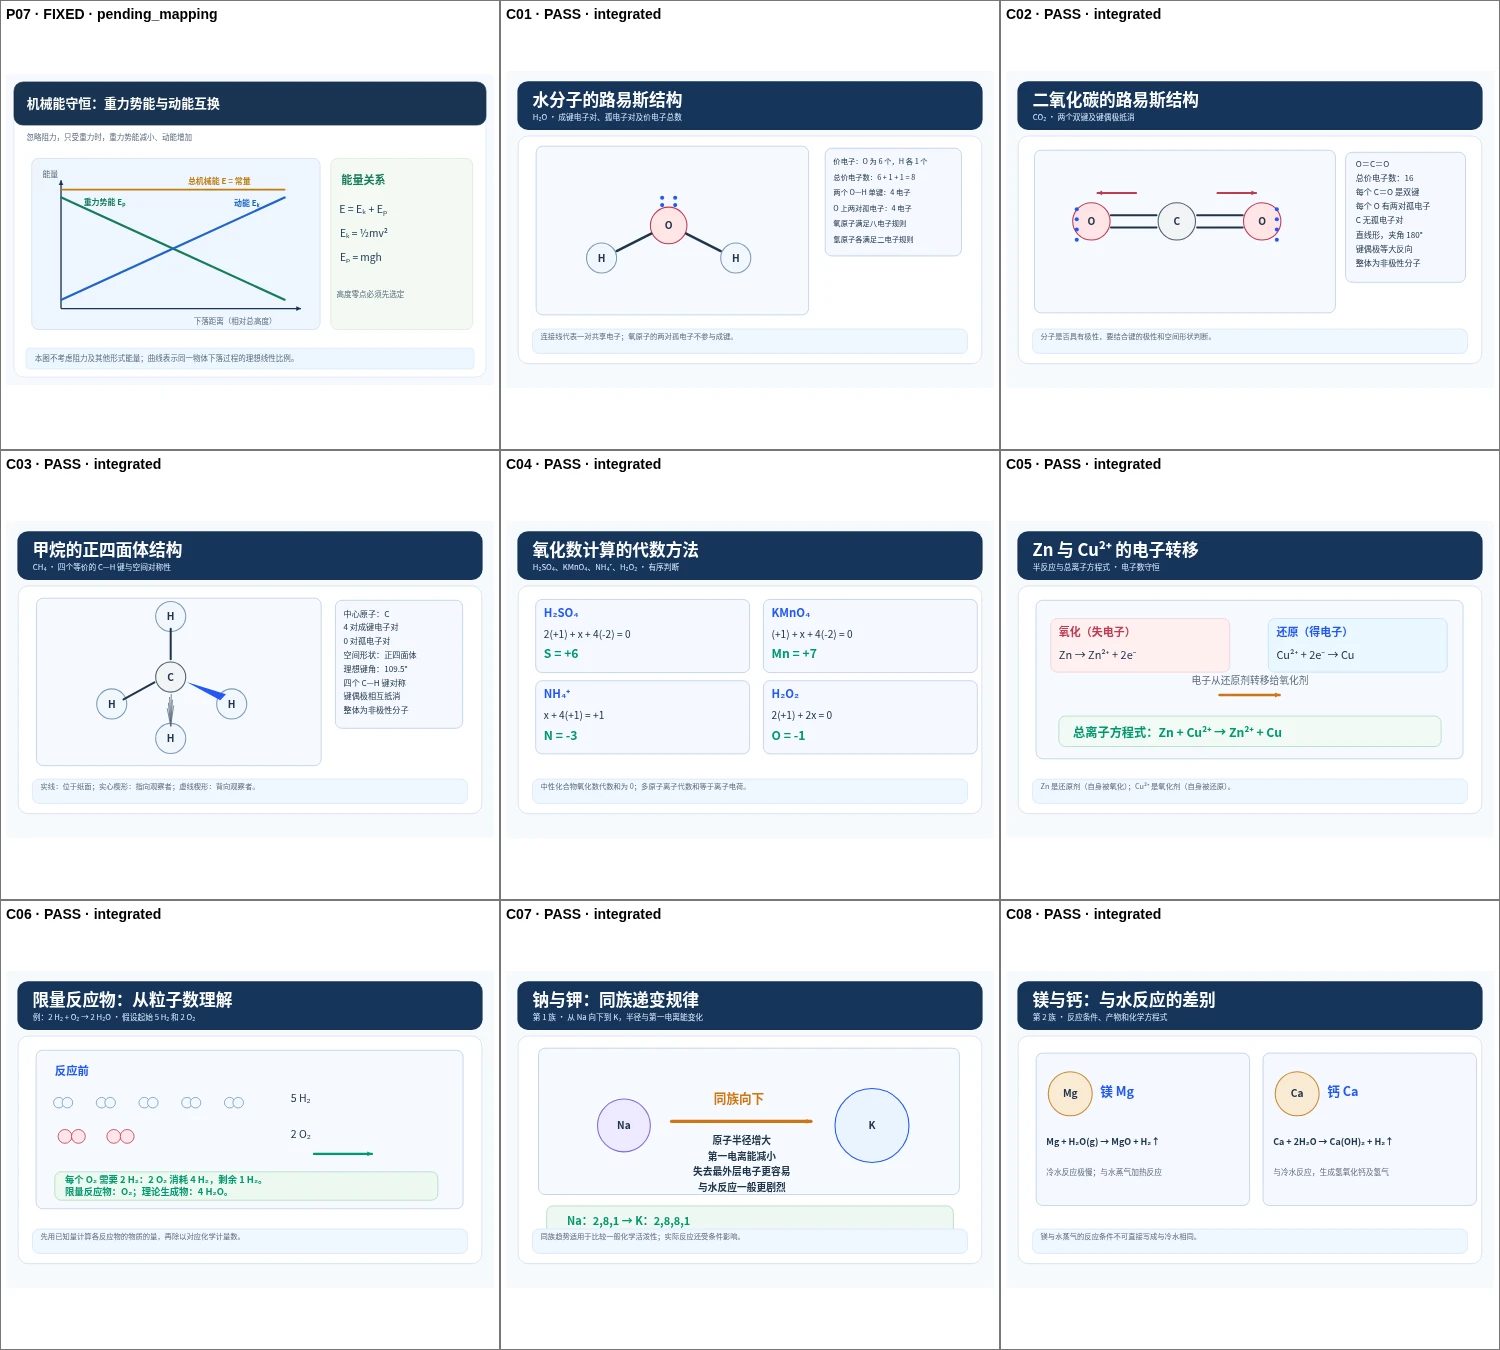 P07 · FIXED · pending_mapping
机械能守恒：重力势能与动能互换
忽略阻力，只受重力时，重力势能减小、动能增加
能量
总机械能 E = 常量
重力势能 Eₚ
动能 Eₖ
下落距离（相对总高度）
能量关系
E = Eₖ + Eₚ
Eₖ = ½mv²
Eₚ = mgh
高度零点必须先选定
本图不考虑阻力及其他形式能量；曲线表示同一物体下落过程的理想线性比例。
C01 · PASS · integrated
水分子的路易斯结构
H₂O · 成键电子对、孤电子对及价电子总数
O
H
H
价电子：O 为 6 个，H 各 1 个
总价电子数：6 + 1 + 1 = 8
两个 O—H 单键：4 电子
O 上两对孤电子：4 电子
氧原子满足八电子规则
氢原子各满足二电子规则
连接线代表一对共享电子；氧原子的两对孤电子不参与成键。
C02 · PASS · integrated
二氧化碳的路易斯结构
CO₂ · 两个双键及键偶极抵消
O
C
O
O＝C＝O
总价电子数：16
每个 C＝O 是双键
每个 O 有两对孤电子
C 无孤电子对
直线形，夹角 180°
键偶极等大反向
整体为非极性分子
分子是否具有极性，要结合键的极性和空间形状判断。
C03 · PASS · integrated
甲烷的正四面体结构
CH₄ · 四个等价的 C—H 键与空间对称性
H
C
H
H
H
中心原子：C
4 对成键电子对
0 对孤电子对
空间形状：正四面体
理想键角：109.5°
四个 C—H 键对称
键偶极相互抵消
整体为非极性分子
实线：位于纸面；实心楔形：指向观察者；虚线楔形：背向观察者。
C04 · PASS · integrated
氧化数计算的代数方法
H₂SO₄、KMnO₄、NH₄⁺、H₂O₂ · 有序判断
H₂SO₄
2(+1) + x + 4(-2) = 0
S = +6
KMnO₄
(+1) + x + 4(-2) = 0
Mn = +7
NH₄⁺
x + 4(+1) = +1
N = -3
H₂O₂
2(+1) + 2x = 0
O = -1
中性化合物氧化数代数和为 0；多原子离子代数和等于离子电荷。
C05 · PASS · integrated
Zn 与 Cu²⁺ 的电子转移
半反应与总离子方程式 · 电子数守恒
氧化（失电子）
Zn → Zn²⁺ + 2e⁻
还原（得电子）
Cu²⁺ + 2e⁻ → Cu
电子从还原剂转移给氧化剂
总离子方程式：Zn + Cu²⁺ → Zn²⁺ + Cu
Zn 是还原剂（自身被氧化）；Cu²⁺ 是氧化剂（自身被还原）。
C06 · PASS · integrated
限量反应物：从粒子数理解
例：2 H₂ + O₂ → 2 H₂O · 假设起始 5 H₂ 和 2 O₂
反应前
5 H₂
2 O₂
每个 O₂ 需要 2 H₂：2 O₂ 消耗 4 H₂，剩余 1 H₂。
限量反应物：O₂；理论生成物：4 H₂O。
先用已知量计算各反应物的物质的量，再除以对应化学计量数。
C07 · PASS · integrated
钠与钾：同族递变规律
第 1 族 · 从 Na 向下到 K，半径与第一电离能变化
Na
同族向下
K
原子半径增大
第一电离能减小
失去最外层电子更容易
与水反应一般更剧烈
Na：2,8,1 → K：2,8,8,1
同族趋势适用于比较一般化学活泼性；实际反应还受条件影响。
C08 · PASS · integrated
镁与钙：与水反应的差别
第 2 族 · 反应条件、产物和化学方程式
Mg
镁 Mg
Mg + H₂O(g) → MgO + H₂↑
冷水反应极慢；与水蒸气加热反应
Ca
钙 Ca
Ca + 2H₂O → Ca(OH)₂ + H₂↑
与冷水反应，生成氢氧化钙及氢气
镁与水蒸气的反应条件不可直接写成与冷水相同。